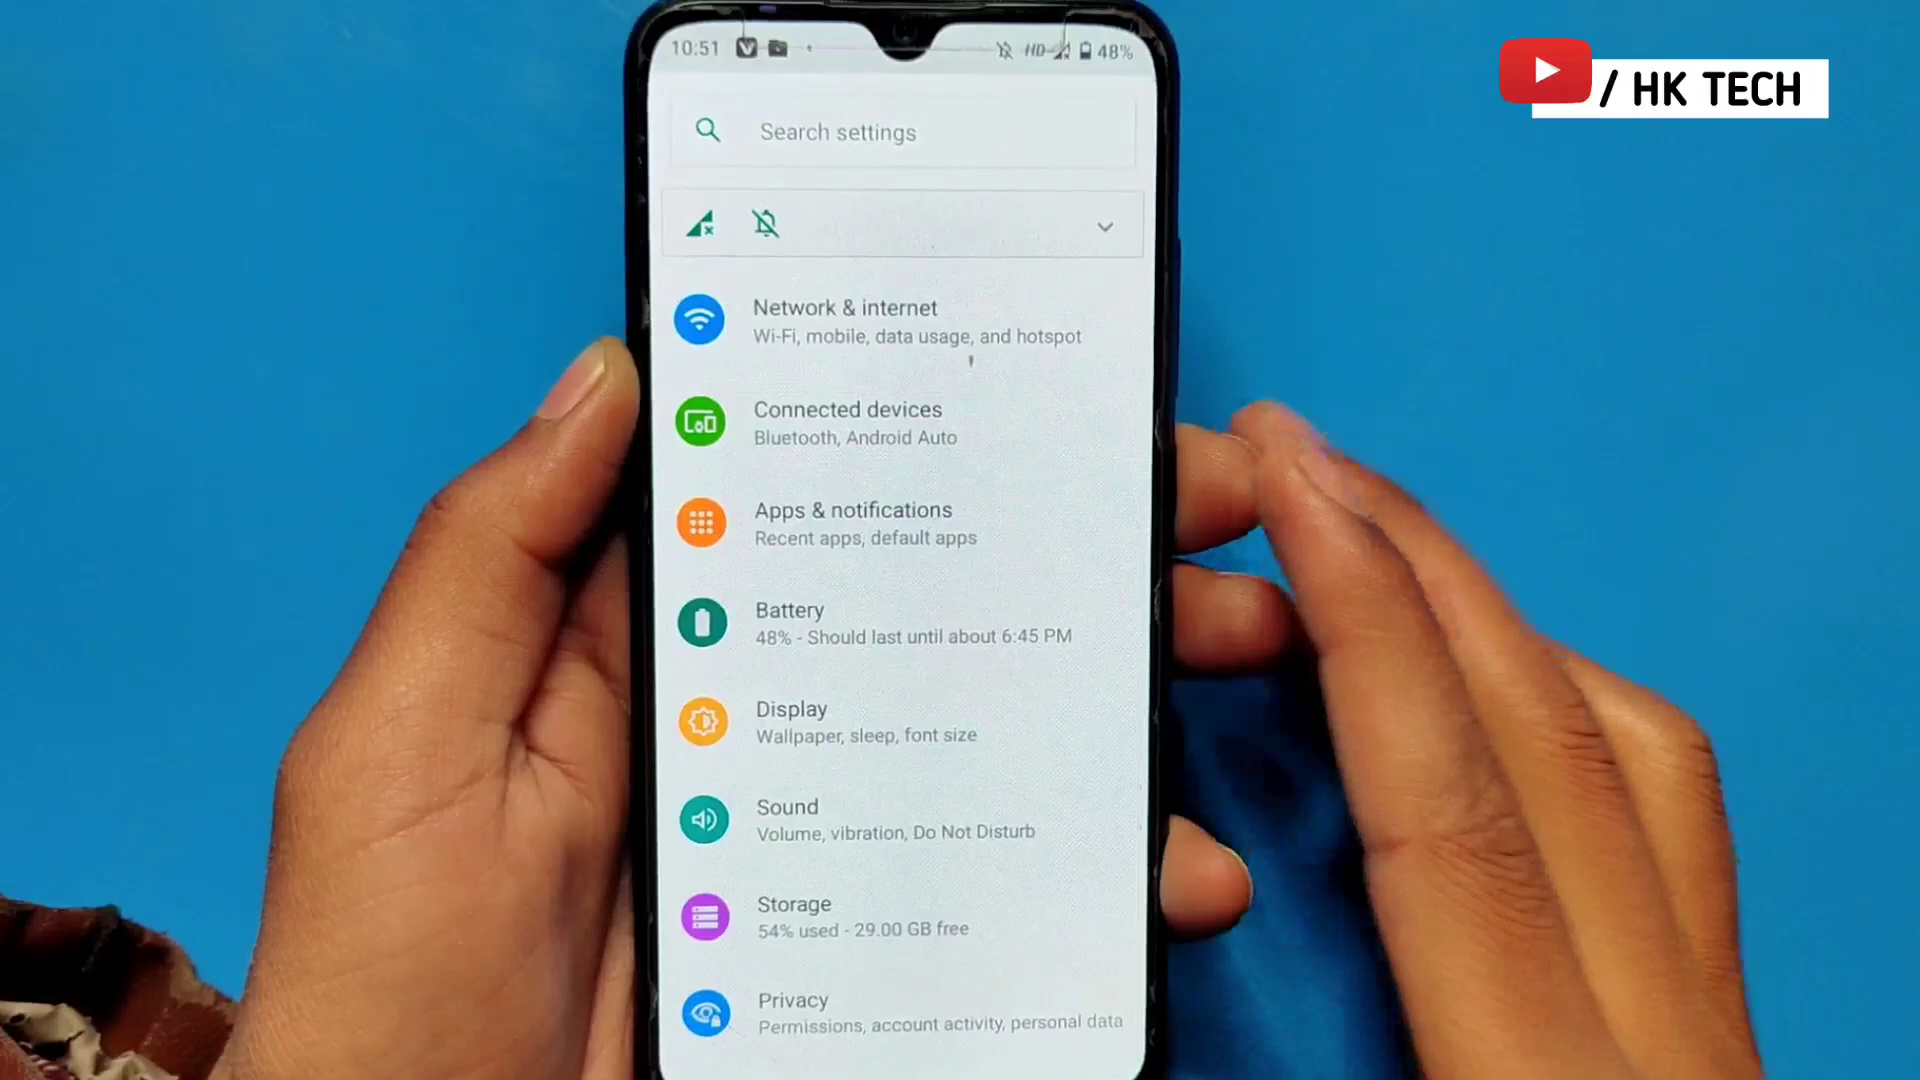 10:51 HD 48%
/ HK TECH
Search settings
Network & internet
Wi-Fi, mobile, data usage, and hotspot
Connected devices
Bluetooth, Android Auto
Apps & notifications
Recent apps, default apps
Battery
48% - Should last until about 6:45 PM
Display
Wallpaper, sleep, font size
Sound
Volume, vibration, Do Not Disturb
Storage
54% used - 29.00 GB free
Privacy
Permissions, account activity, personal data